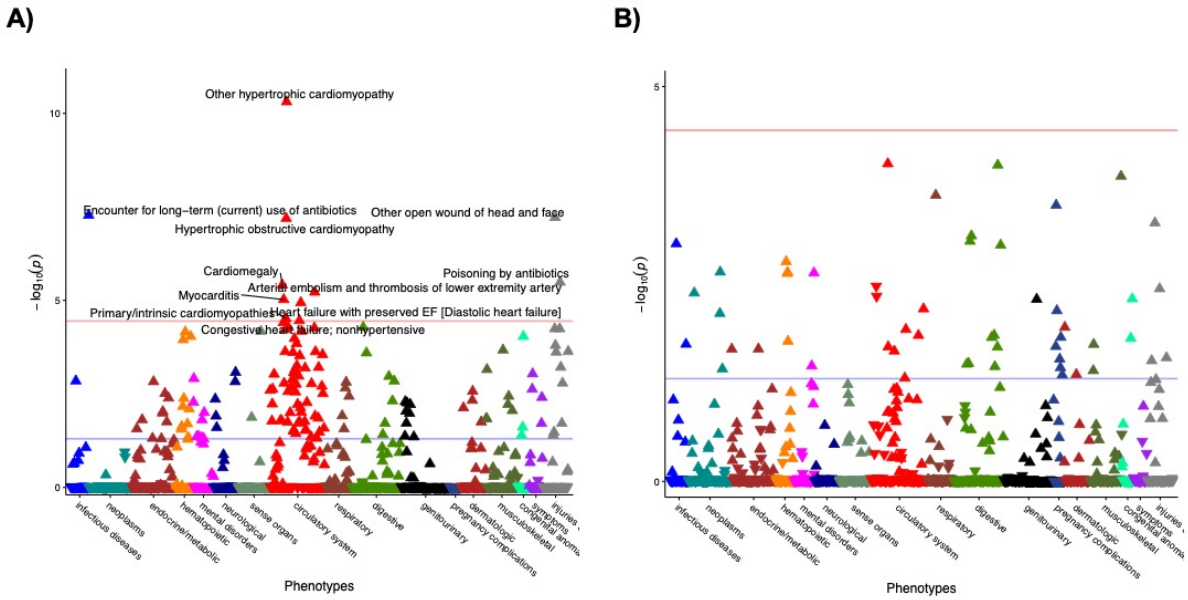 A)
Other hypertrophic cardiomyopathy
10
Encounter for long−term (current) use of antibiotics
Other open wound of head and face
Hypertrophic obstructive cardiomyopathy
Cardiomegaly
Poisoning by antibiotics
Arterial embolism and thrombosis of lower extremity artery
Myocarditis
5
Primary/intrinsic cardiomyopathies
Heart failure with preserved EF [Diastolic heart failure]
Congestive heart failure; nonhypertensive
−log10(p)
0
infectious diseases
neoplasms
endocrine/metabolic
hematopoietic
mental disorders
neurological
sense organs
circulatory system
respiratory
digestive
genitourinary
pregnancy complications
dermatologic
musculoskeletal
congenital anoma
symptoms
injuries
Phenotypes
B)
5
−log10(p)
0
infectious diseases
neoplasms
endocrine/metabolic
hematopoietic
mental disorders
neurological
sense organs
circulatory system
respiratory
digestive
genitourinary
pregnancy complications
dermatologic
musculoskeletal
congenital anoma
symptoms
injuries
Phenotypes